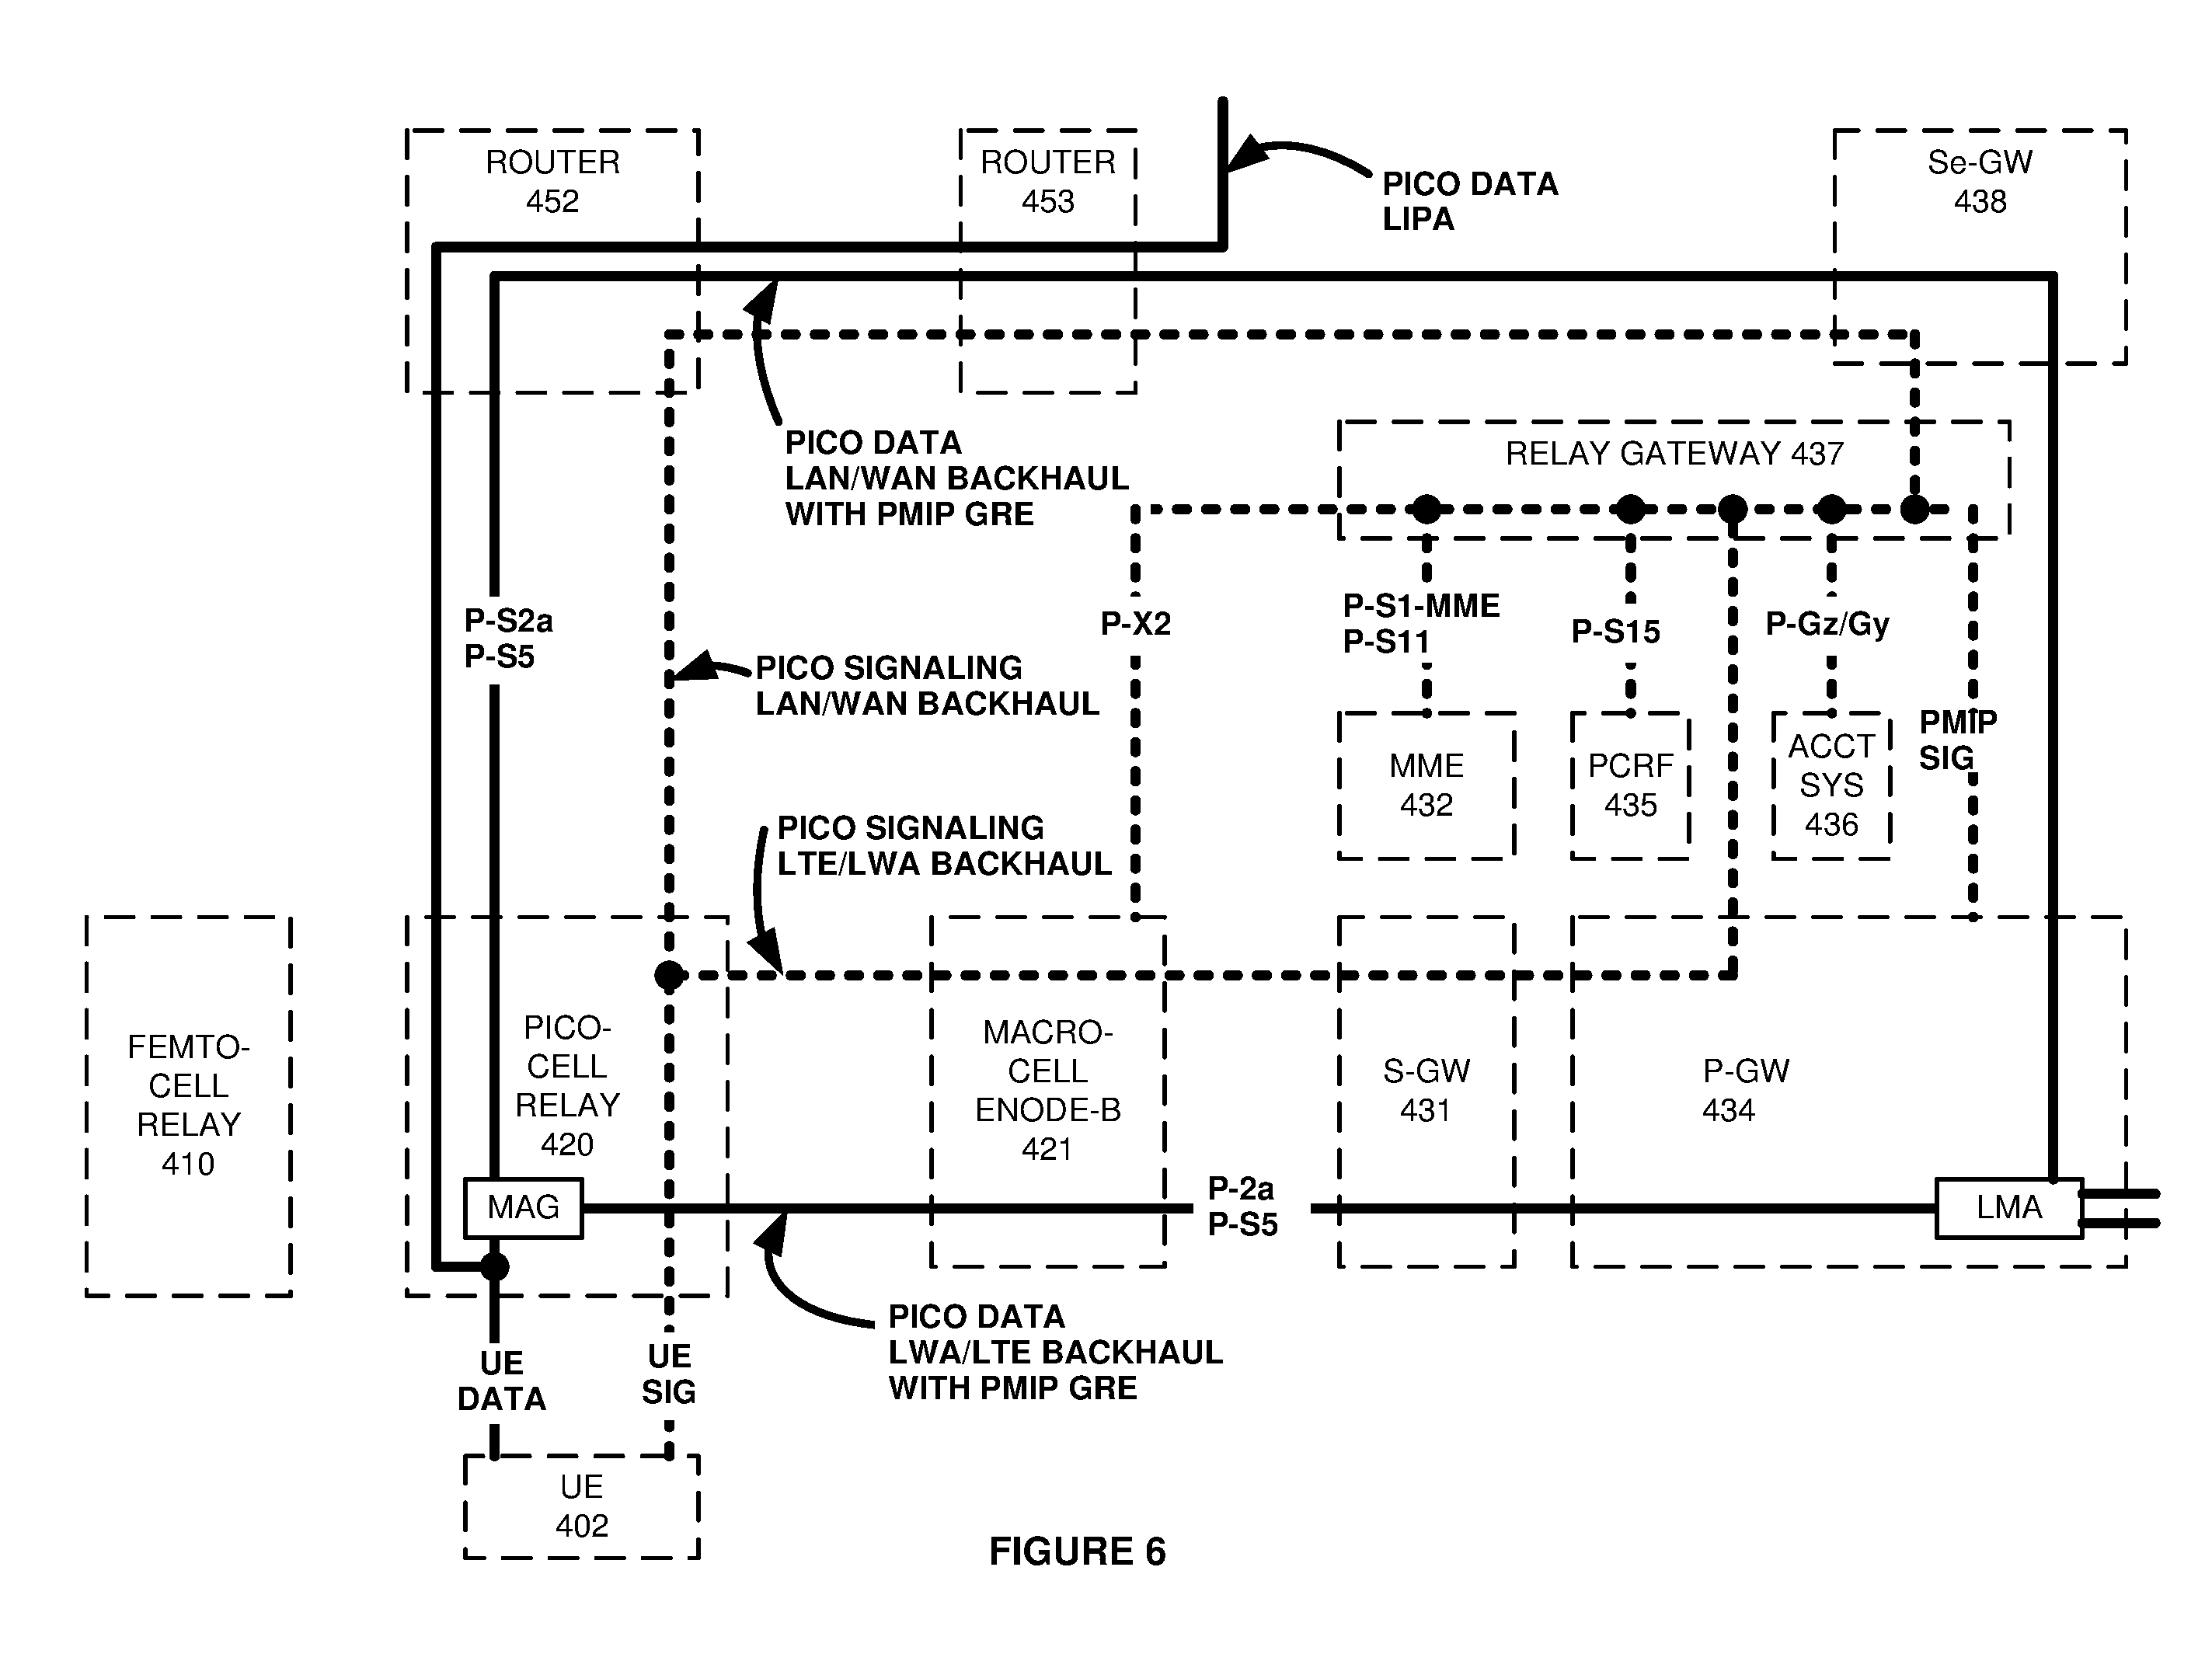 ROUTER
452
ROUTER
453
PICO DATA
LIPA
Se-GW
438
PICO DATA
LAN/WAN BACKHAUL
WITH PMIP GRE
RELAY GATEWAY 437
P-S2a
P-S5
P-X2
P-S1-MME
P-S11
P-S15
P-Gz/Gy
PICO SIGNALING
LAN/WAN BACKHAUL
PMIP
SIG
MME
432
PCRF
435
ACCT
SYS
436
PICO SIGNALING
LTE/LWA BACKHAUL
FEMTO-
CELL
RELAY
410
PICO-
CELL
RELAY
420
MACRO-
CELL
ENODE-B
421
S-GW
431
P-GW
434
MAG
P-2a
P-S5
LMA
PICO DATA
LWA/LTE BACKHAUL
WITH PMIP GRE
UE
DATA
UE
SIG
UE
402
FIGURE 6